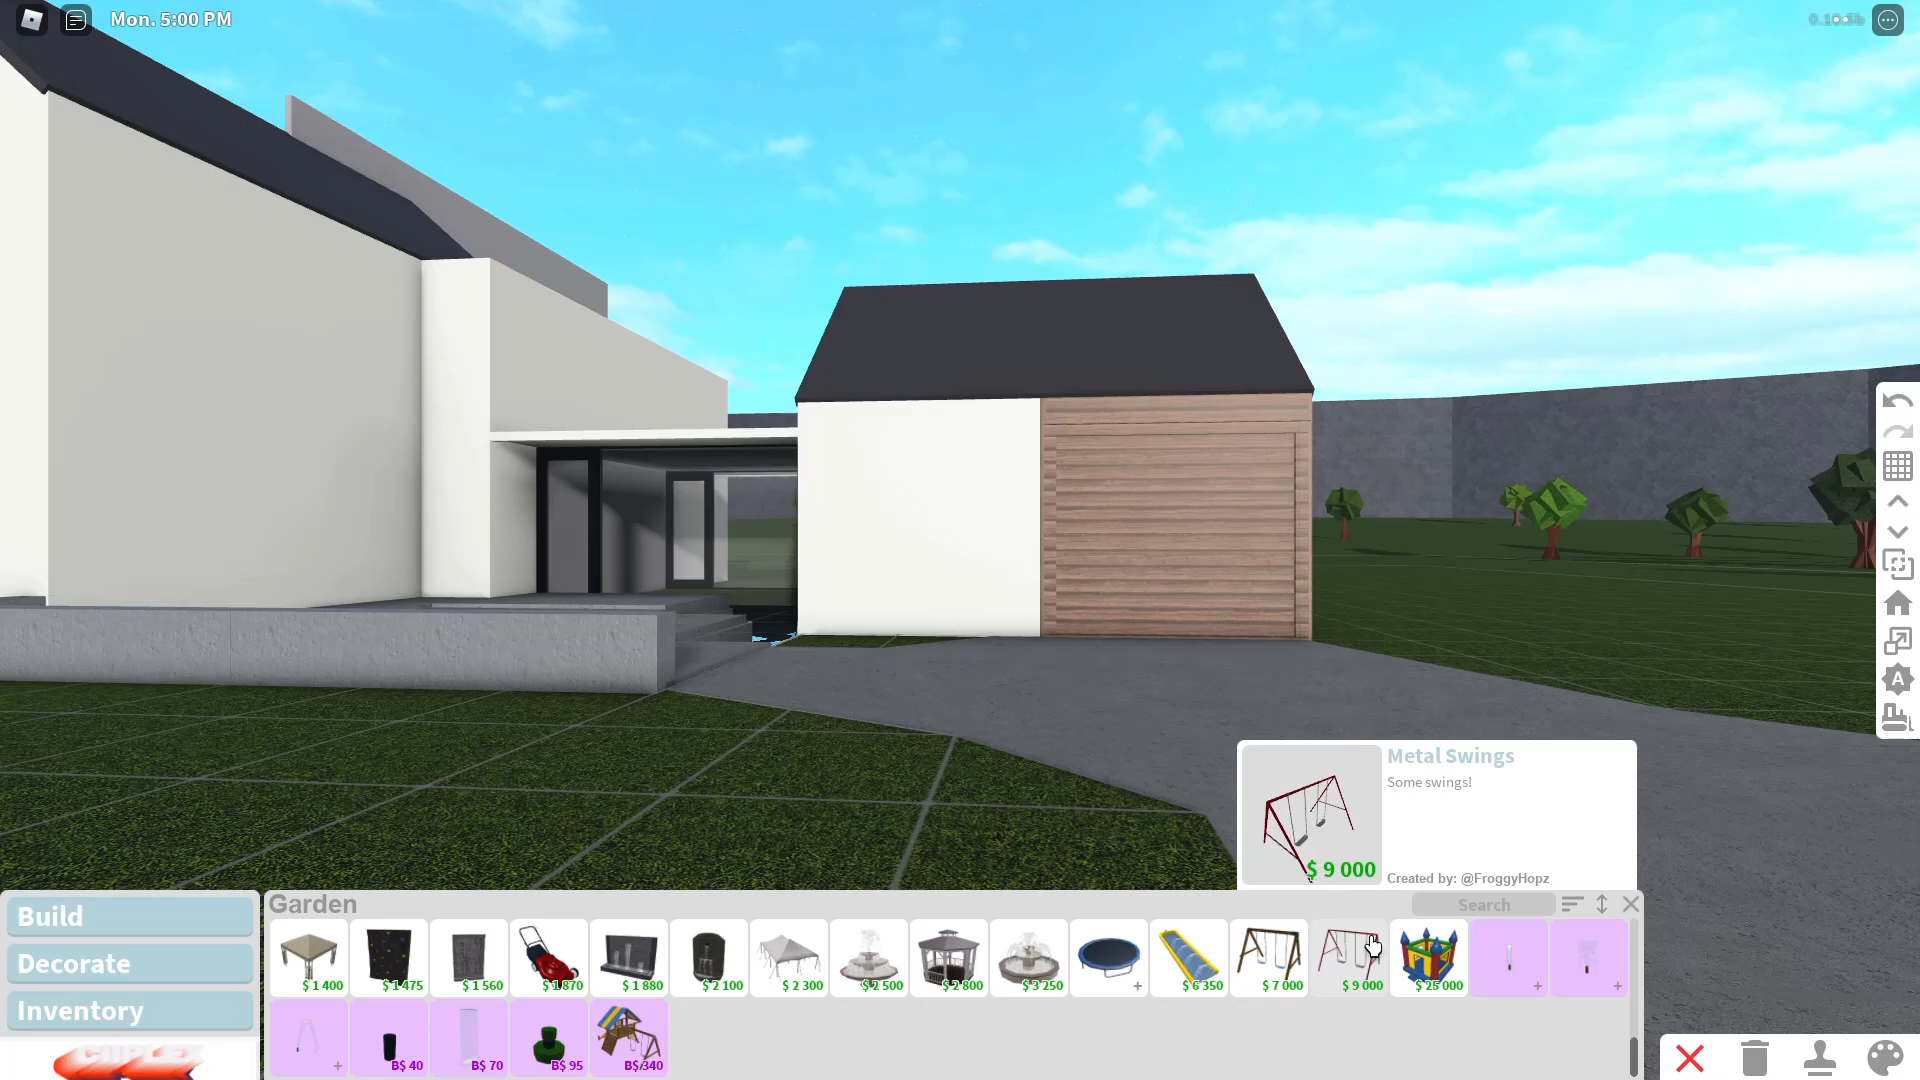 Mon. 5:00 PM
Metal Swings
Some swings!
$ 9 000
Created by: @FroggyHopz
Build
Decorate
Inventory
Garden
Search
$ 1 400
$ 1 475
$ 1 560
$ 1 870
$ 1 880
$ 2 100
$ 2 300
$ 2 500
$ 2 800
$ 3 250
+
$ 6 350
$ 7 000
$ 9 000
$ 25 000
+
+
+
B$ 40
B$ 70
B$ 95
B$ 340
A